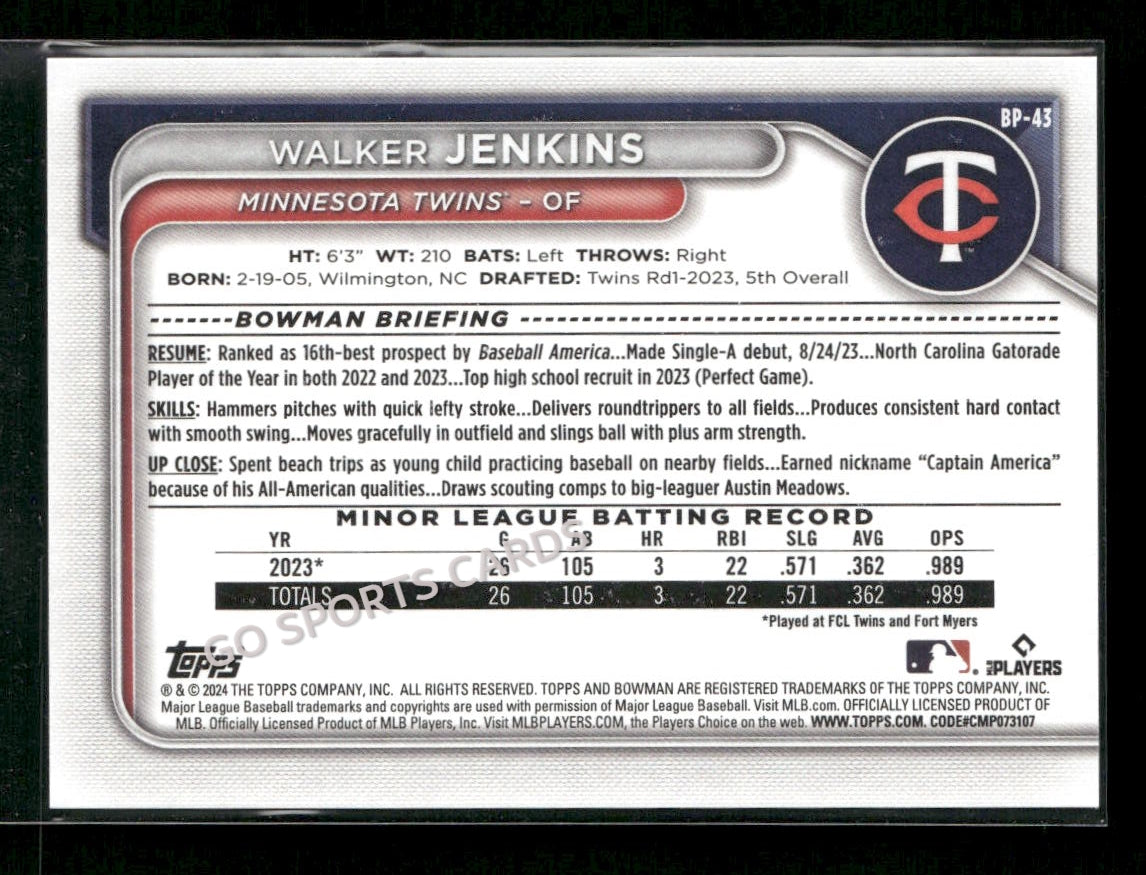 BP-43
WALKER JENKINS
MINNESOTA TWINS™ - OF
TC
HT: 6'3" WT: 210 BATS: Left THROWS: Right
BORN: 2-19-05, Wilmington, NC DRAFTED: Twins Rd1-2023, 5th Overall
-------BOWMAN BRIEFING ---------------------------------------------
RESUME: Ranked as 16th-best prospect by Baseball America...Made Single-A debut, 8/24/23...North Carolina Gatorade
Player of the Year in both 2022 and 2023...Top high school recruit in 2023 (Perfect Game).
SKILLS: Hammers pitches with quick lefty stroke...Delivers roundtrippers to all fields...Produces consistent hard contact
with smooth swing...Moves gracefully in outfield and slings ball with plus arm strength.
UP CLOSE: Spent beach trips as young child practicing baseball on nearby fields...Earned nickname “Captain America”
because of his All-American qualities...Draws scouting comps to big-leaguer Austin Meadows.
MINOR LEAGUE BATTING RECORD
YR G AB HR RBI SLG AVG OPS
2023* 26 105 3 22 .571 .362 .989
TOTALS 26 105 3 22 .571 .362 .989
*Played at FCL Twins and Fort Myers
GO SPORTS CARDS
TOPPS
MLB PLAYERS
® & © 2024 THE TOPPS COMPANY, INC. ALL RIGHTS RESERVED. TOPPS AND BOWMAN ARE REGISTERED TRADEMARKS OF THE TOPPS COMPANY, INC.
Major League Baseball trademarks and copyrights are used with permission of Major League Baseball. Visit MLB.com. OFFICIALLY LICENSED PRODUCT OF
MLB. Officially Licensed Product of MLB Players, Inc. Visit MLBPLAYERS.COM, the Players Choice on the web. WWW.TOPPS.COM. CODE#CMP073107